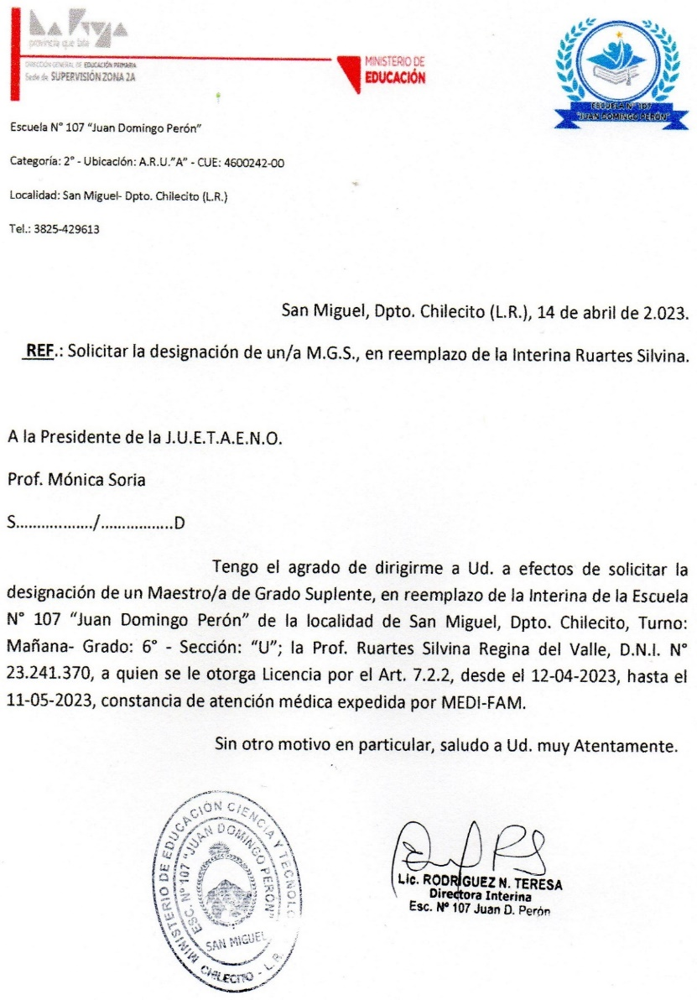 La Rioja
provincia que late
DIRECCIÓN GENERAL DE EDUCACIÓN PRIMARIA
Sede de SUPERVISIÓN ZONA 2A
MINISTERIO DE
EDUCACIÓN
ESCUELA N° 107
"JUAN DOMINGO PERÓN"
Escuela N° 107 “Juan Domingo Perón”
Categoría: 2° - Ubicación: A.R.U.”A” - CUE: 4600242-00
Localidad: San Miguel- Dpto. Chilecito (L.R.)
Tel.: 3825-429613
San Miguel, Dpto. Chilecito (L.R.), 14 de abril de 2.023.
REF.: Solicitar la designación de un/a M.G.S., en reemplazo de la Interina Ruartes Silvina.
A la Presidente de la J.U.E.T.A.E.N.O.
Prof. Mónica Soria
S................../.................D
Tengo el agrado de dirigirme a Ud. a efectos de solicitar la
designación de un Maestro/a de Grado Suplente, en reemplazo de la Interina de la Escuela
N° 107 “Juan Domingo Perón” de la localidad de San Miguel, Dpto. Chilecito, Turno:
Mañana- Grado: 6° - Sección: “U”; la Prof. Ruartes Silvina Regina del Valle, D.N.I. N°
23.241.370, a quien se le otorga Licencia por el Art. 7.2.2, desde el 12-04-2023, hasta el
11-05-2023, constancia de atención médica expedida por MEDI-FAM.
Sin otro motivo en particular, saludo a Ud. muy Atentamente.
MINISTERIO DE EDUCACIÓN CIENCIA Y TECNOLO
ESC. Nº 107 "JUAN DOMINGO PERÓN"
SAN MIGUEL
CHILECITO - L.R.
Lic. RODRIGUEZ N. TERESA
Directora Interina
Esc. Nº 107 Juan D. Perón